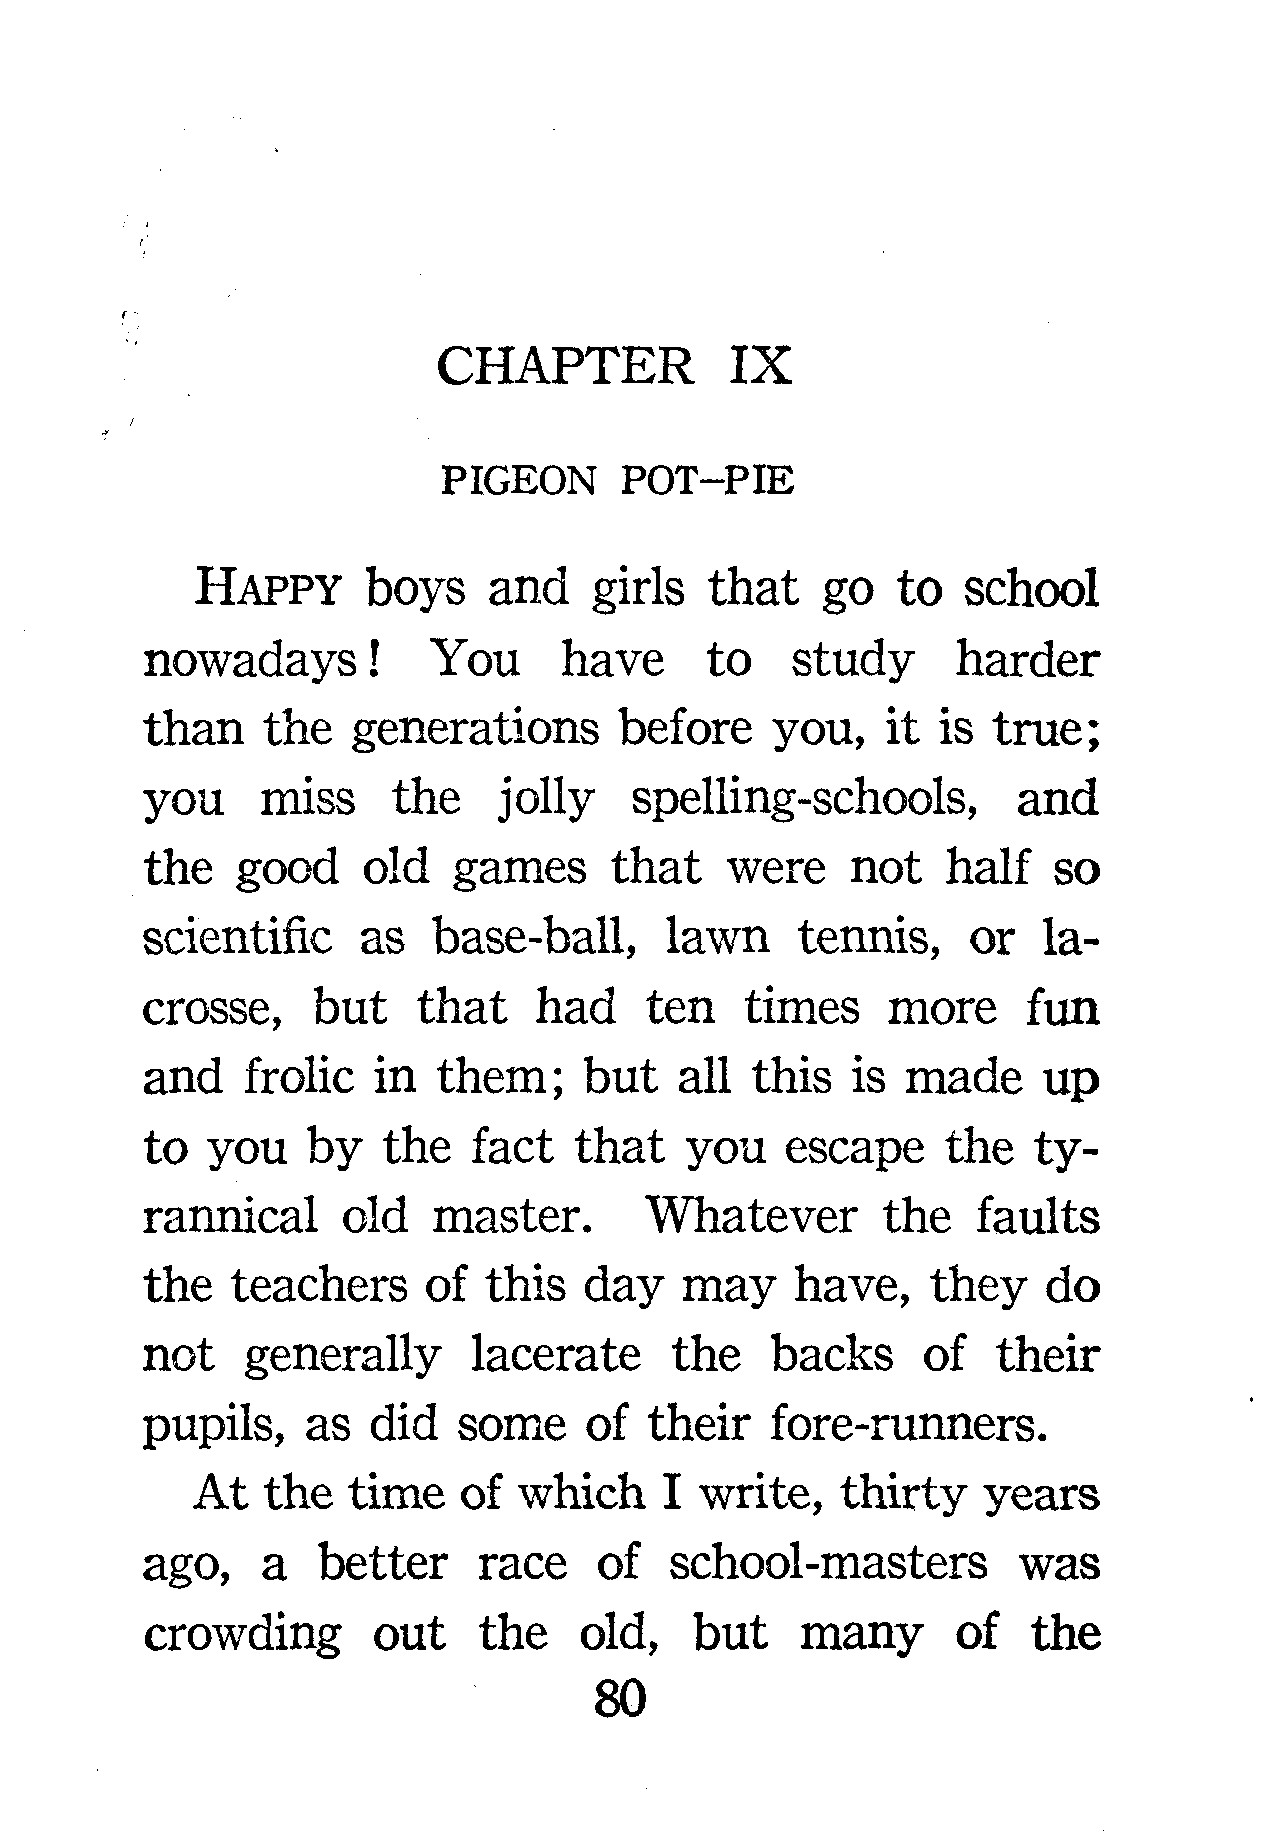 CHAPTER IX
PIGEON POT–PIE
HAPPY boys and girls that go to school
nowadays! You have to study harder
than the generations before you, it is true;
you miss the jolly spelling-schools, and
the good old games that were not half so
scientific as base-ball, lawn tennis, or la-
crosse, but that had ten times more fun
and frolic in them; but all this is made up
to you by the fact that you escape the ty-
rannical old master. Whatever the faults
the teachers of this day may have, they do
not generally lacerate the backs of their
pupils, as did some of their fore-runners.
At the time of which I write, thirty years
ago, a better race of school-masters was
crowding out the old, but many of the
80